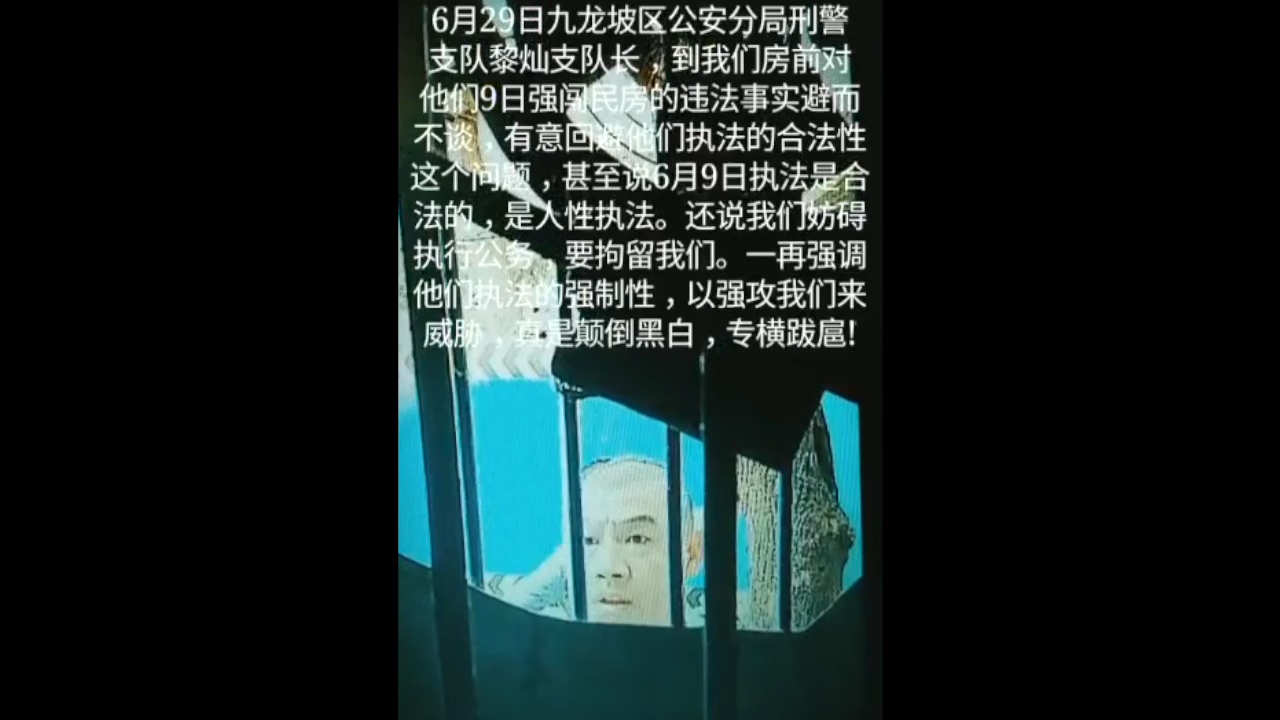 6月29日九龙坡区公安分局刑警
支队黎灿支队长，到我们房前对
他们9日强闯民房的违法事实避而
不谈，有意回避他们执法的合法性
这个问题，甚至说6月9日执法是合
法的，是人性执法。还说我们妨碍
执行公务，要拘留我们。一再强调
他们执法的强制性，以强攻我们来
威胁，真是颠倒黑白，专横跋扈!